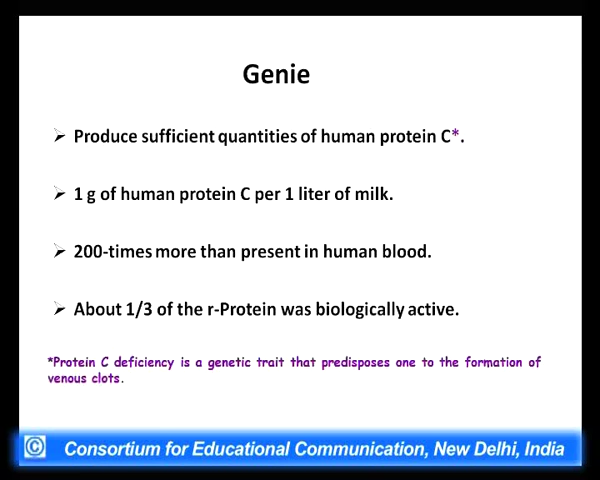 Genie
➢ Produce sufficient quantities of human protein C*.
➢ 1 g of human protein C per 1 liter of milk.
➢ 200-times more than present in human blood.
➢ About 1/3 of the r-Protein was biologically active.
*Protein C deficiency is a genetic trait that predisposes one to the formation of
venous clots.
© Consortium for Educational Communication, New Delhi, India